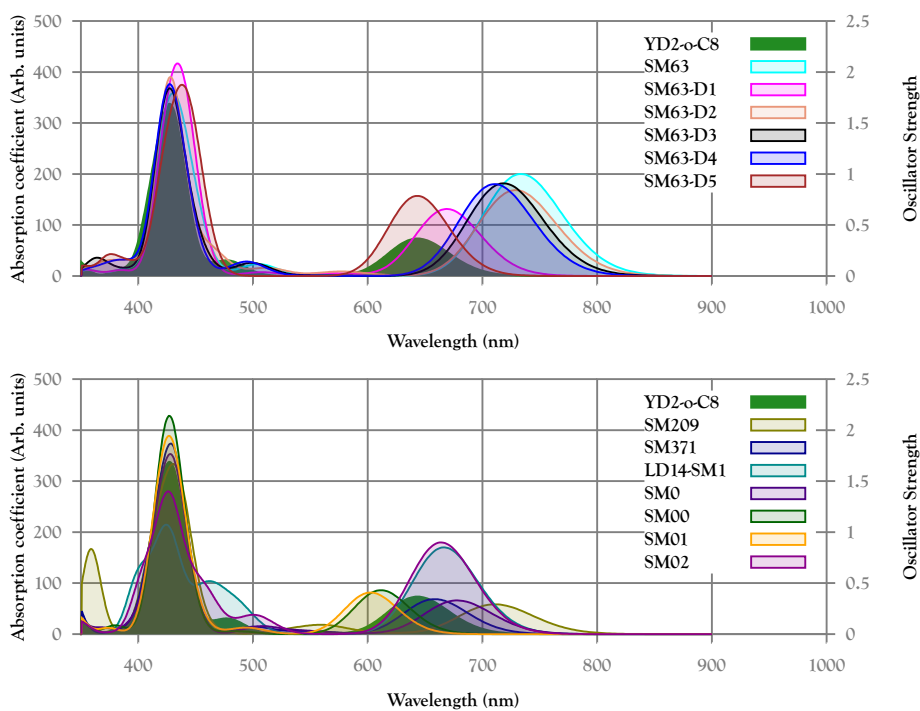 Absorption coefficient (Arb. units)
500
400
300
200
100
0
2.5
2
1.5
1
0.5
0
Oscillator Strength
YD2-o-C8
SM63
SM63-D1
SM63-D2
SM63-D3
SM63-D4
SM63-D5
400 500 600 700 800 900 1000
Wavelength (nm)
Absorption coefficient (Arb. units)
500
400
300
200
100
0
2.5
2
1.5
1
0.5
0
Oscillator Strength
YD2-o-C8
SM209
SM371
LD14-SM1
SM0
SM00
SM01
SM02
400 500 600 700 800 900 1000
Wavelength (nm)